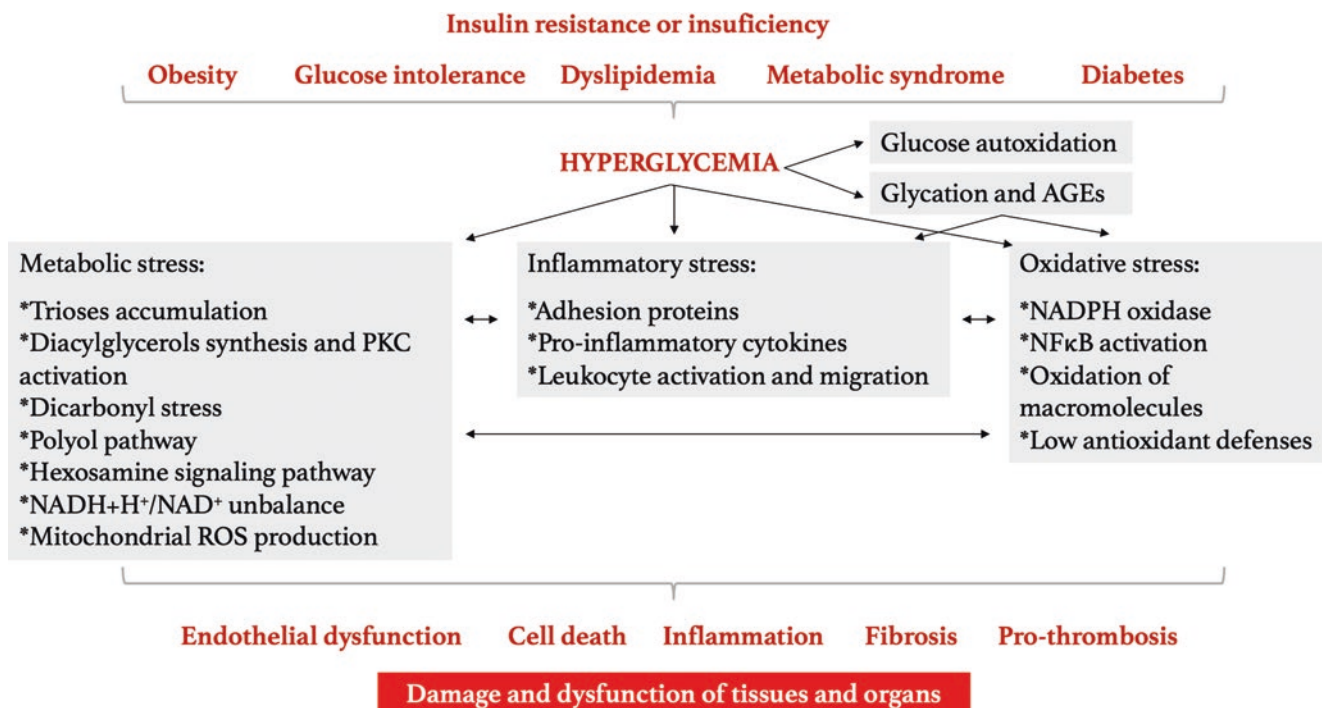 Insulin resistance or insuficiency
Obesity Glucose intolerance Dyslipidemia Metabolic syndrome Diabetes
HYPERGLYCEMIA
Glucose autoxidation
Glycation and AGEs
Metabolic stress:
*Trioses accumulation
*Diacylglycerols synthesis and PKC
activation
*Dicarbonyl stress
*Polyol pathway
*Hexosamine signaling pathway
*NADH+H⁺/NAD⁺ unbalance
*Mitochondrial ROS production
Inflammatory stress:
*Adhesion proteins
*Pro-inflammatory cytokines
*Leukocyte activation and migration
Oxidative stress:
*NADPH oxidase
*NFκB activation
*Oxidation of
macromolecules
*Low antioxidant defenses
Endothelial dysfunction Cell death Inflammation Fibrosis Pro-thrombosis
Damage and dysfunction of tissues and organs